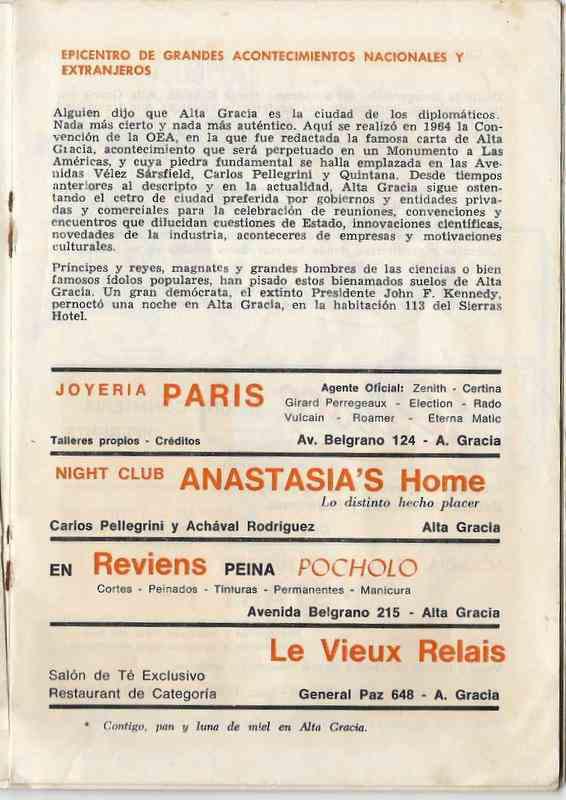 EPICENTRO DE GRANDES ACONTECIMIENTOS NACIONALES Y
EXTRANJEROS
Alguien dijo que Alta Gracia es la ciudad de los diplomáticos.
Nada más cierto y nada más auténtico. Aquí se realizó en 1964 la Con-
vención de la OEA, en la que fue redactada la famosa carta de Alta
Gracia, acontecimiento que será perpetuado en un Monumento a Las
Américas, y cuya piedra fundamental se halla emplazada en las Ave-
nidas Vélez Sársfield, Carlos Pellegrini y Quintana. Desde tiempos
anteriores al descripto y en la actualidad, Alta Gracia sigue osten-
tando el cetro de ciudad preferida por gobiernos y entidades priva-
das y comerciales para la celebración de reuniones, convenciones y
encuentros que dilucidan cuestiones de Estado, innovaciones científicas,
novedades de la industria, aconteceres de empresas y motivaciones
culturales.
Príncipes y reyes, magnates y grandes hombres de las ciencias o bien
famosos ídolos populares, han pisado estos bienamados suelos de Alta
Gracia. Un gran demócrata, el extinto Presidente John F. Kennedy,
pernoctó una noche en Alta Gracia, en la habitación 113 del Sierras
Hotel.
JOYERIA PARIS
Agente Oficial: Zenith - Certina
Girard Perregeaux - Election - Rado
Vulcain - Roamer - Eterna Matic
Talleres propios - Créditos
Av. Belgrano 124 - A. Gracia
NIGHT CLUB ANASTASIA'S Home
Lo distinto hecho placer
Carlos Pellegrini y Achával Rodriguez Alta Gracia
EN Reviens PEINA POCHOLO
Cortes - Peinados - Tinturas - Permanentes - Manicura
Avenida Belgrano 215 - Alta Gracia
Le Vieux Relais
Salón de Té Exclusivo
Restaurant de Categoría General Paz 648 - A. Gracia
* Contigo, pan y luna de miel en Alta Gracia.